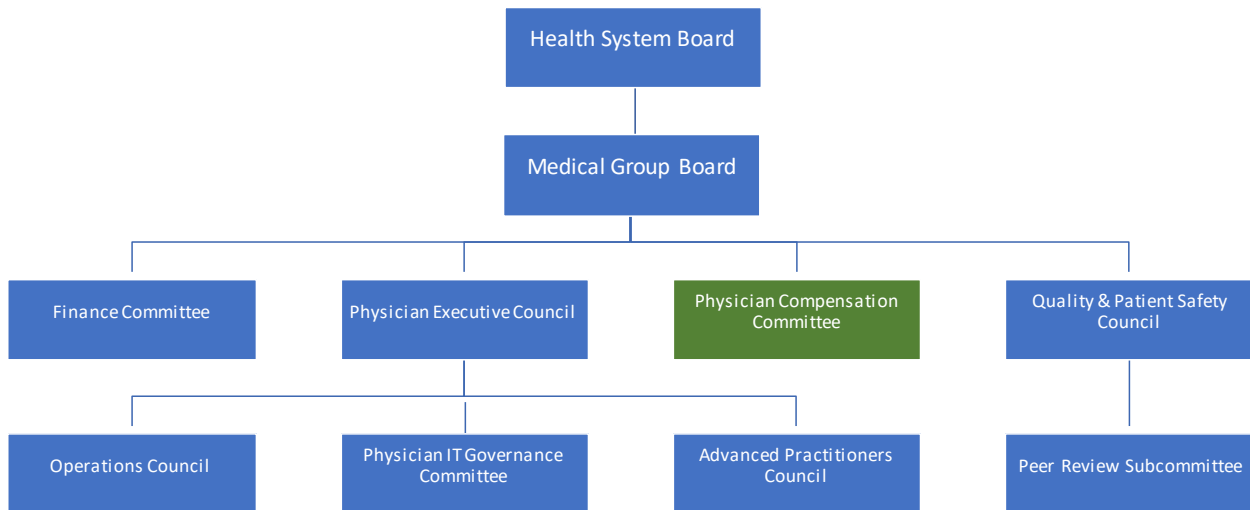 Health System Board
Medical Group Board
Finance Committee
Physician Executive Council
Physician Compensation
Committee
Quality & Patient Safety
Council
Operations Council
Physician IT Governance
Committee
Advanced Practitioners
Council
Peer Review Subcommittee